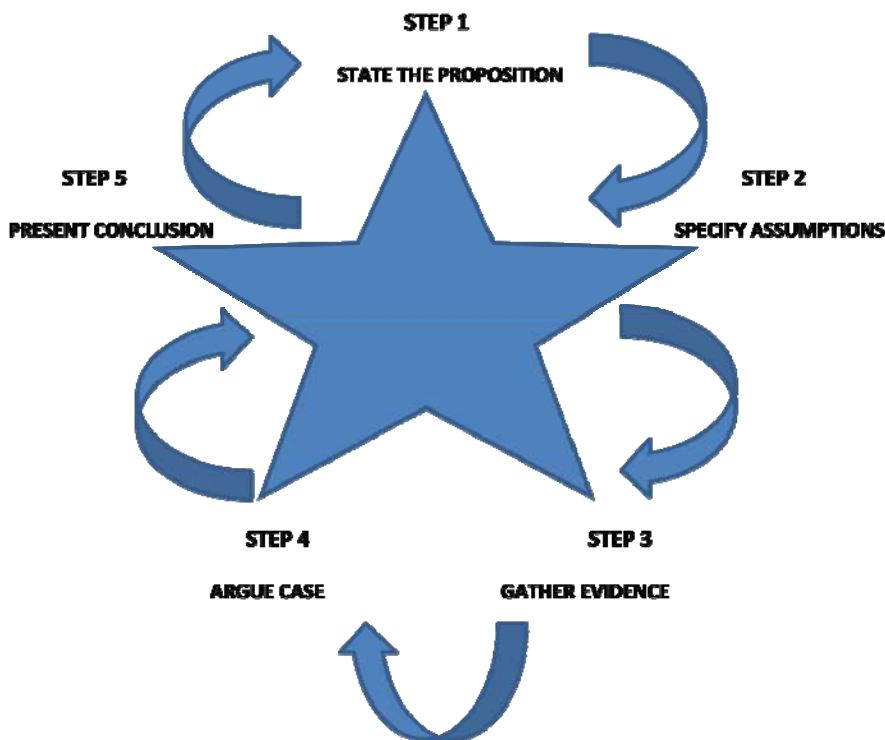 STEP 1
STATE THE PROPOSITION
STEP 2
SPECIFY ASSUMPTIONS
STEP 3
GATHER EVIDENCE
STEP 4
ARGUE CASE
STEP 5
PRESENT CONCLUSION